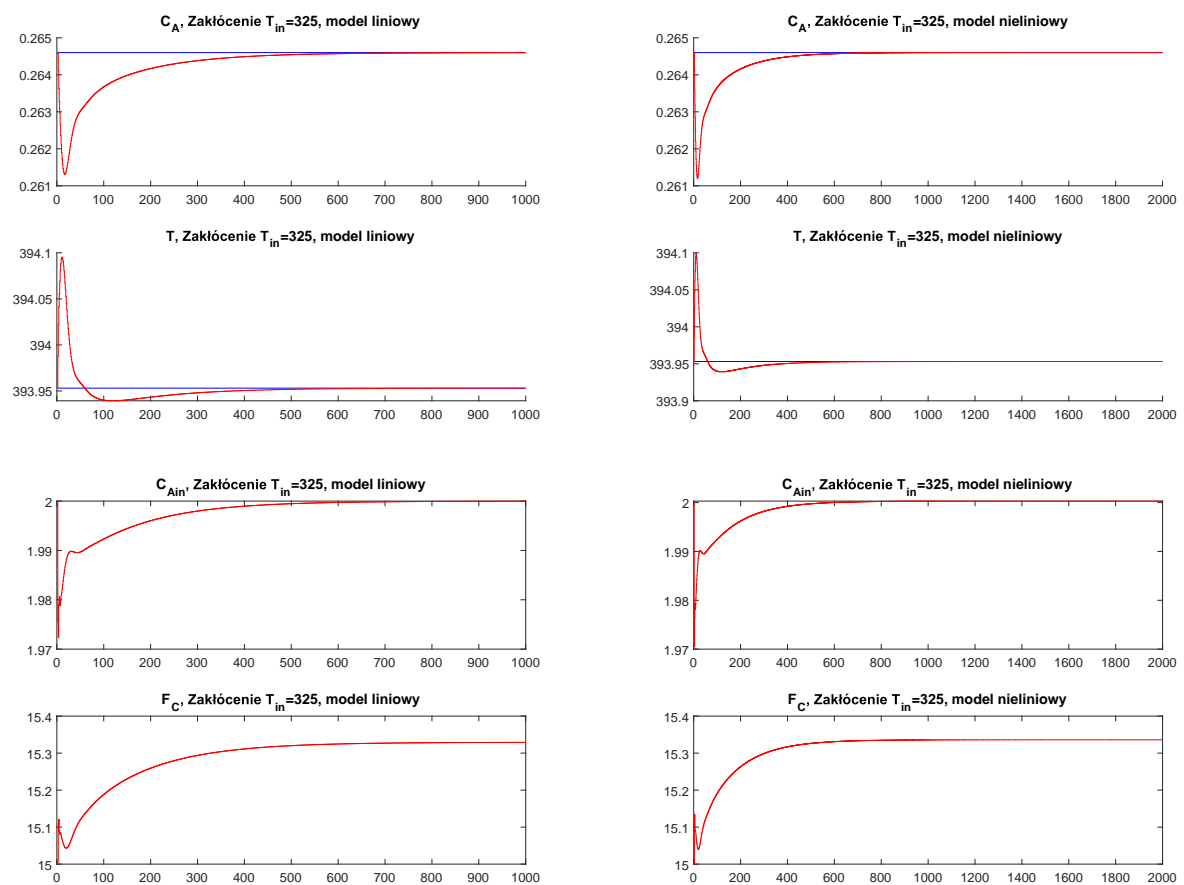 C_A, Zakłócenie T_in=325, model liniowy
0.265
0.264
0.263
0.262
0.261
0 100 200 300 400 500 600 700 800 900 1000
C_A, Zakłócenie T_in=325, model nieliniowy
0.265
0.264
0.263
0.262
0.261
0 200 400 600 800 1000 1200 1400 1600 1800 2000
T, Zakłócenie T_in=325, model liniowy
394.1
394.05
394
393.95
0 100 200 300 400 500 600 700 800 900 1000
T, Zakłócenie T_in=325, model nieliniowy
394.1
394.05
394
393.95
393.9
0 200 400 600 800 1000 1200 1400 1600 1800 2000
C_Ain, Zakłócenie T_in=325, model liniowy
2
1.99
1.98
1.97
0 100 200 300 400 500 600 700 800 900 1000
C_Ain, Zakłócenie T_in=325, model nieliniowy
2
1.99
1.98
1.97
0 200 400 600 800 1000 1200 1400 1600 1800 2000
F_C, Zakłócenie T_in=325, model liniowy
15.4
15.3
15.2
15.1
15
0 100 200 300 400 500 600 700 800 900 1000
F_C, Zakłócenie T_in=325, model nieliniowy
15.4
15.3
15.2
15.1
15
0 200 400 600 800 1000 1200 1400 1600 1800 2000